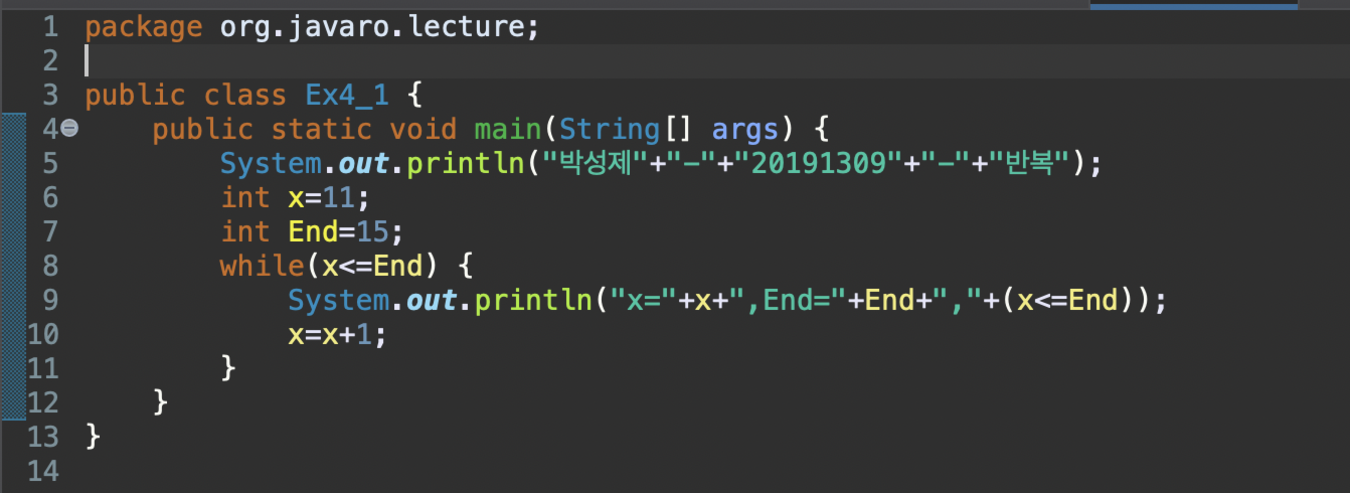 1 package org.javaro.lecture;
2
3 public class Ex4_1 {
4 public static void main(String[] args) {
5 System.out.println("박성제"+"-"+"20191309"+"-"+"반복");
6 int x=11;
7 int End=15;
8 while(x<=End) {
9 System.out.println("x="+x+",End="+End+","+(x<=End));
10 x=x+1;
11 }
12 }
13 }
14